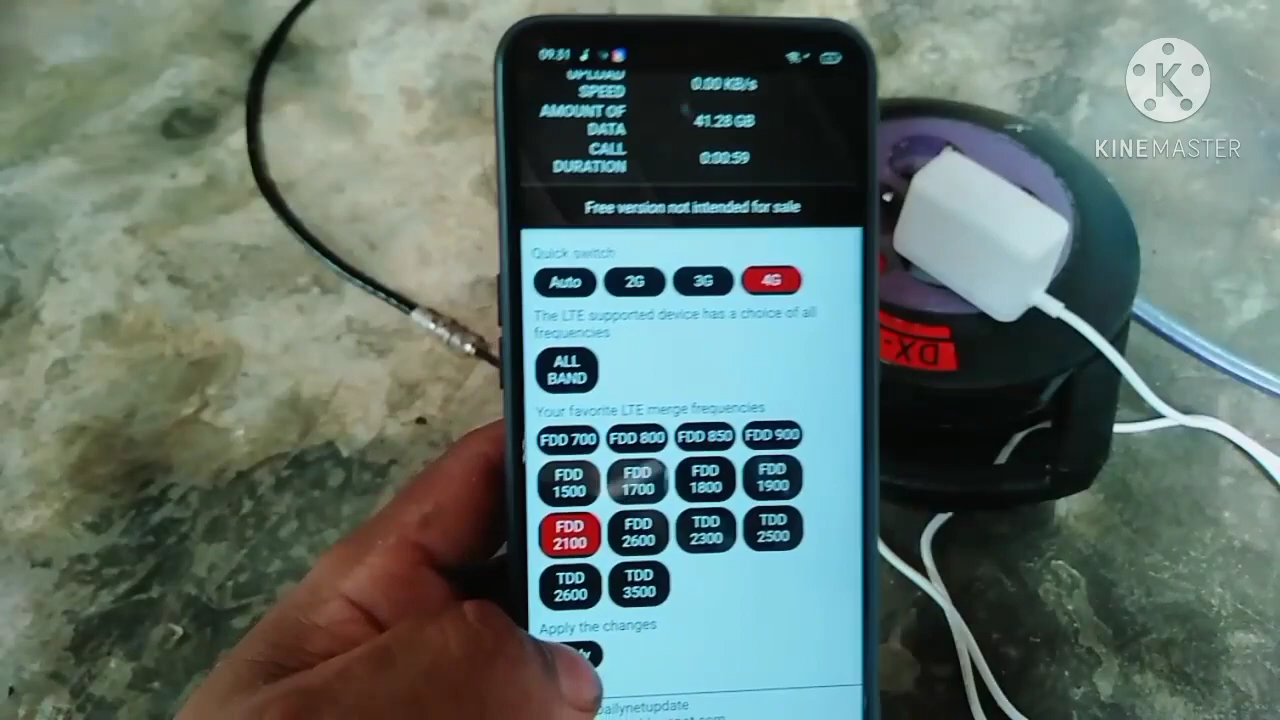 09.51
UPLOAD
SPEED 0.00 KB/s
AMOUNT OF
DATA 41.28 GB
CALL
DURATION 0:00:59
Free version not intended for sale
Quick switch
Auto 2G 3G 4G
The LTE supported device has a choice of all
frequencies
ALL
BAND
Your favorite LTE merge frequencies
FDD 700 FDD 800 FDD 850 FDD 900
FDD
1500
FDD
1700
FDD
1800
FDD
1900
FDD
2100
FDD
2600
TDD
2300
TDD
2500
TDD
2600
TDD
3500
Apply the changes
dailynetupdate
K
KINEMASTER
DX-